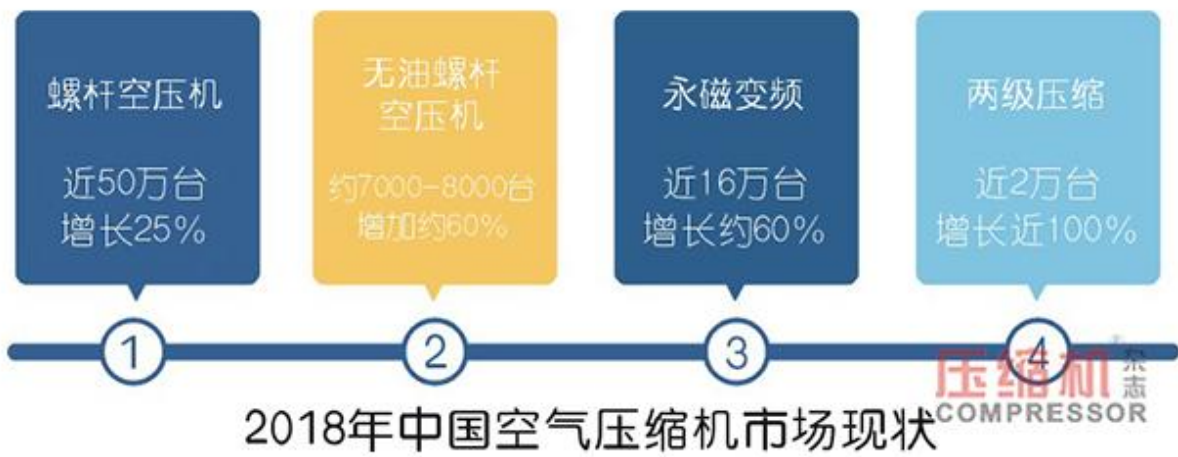 螺杆空压机
近50万台
增长25%
无油螺杆
空压机
约7000-8000台
增加约60%
永磁变频
近16万台
增长约60%
两级压缩
近2万台
增长近100%
1
2
3
4
压缩机
杂志
COMPRESSOR
2018年中国空气压缩机市场现状